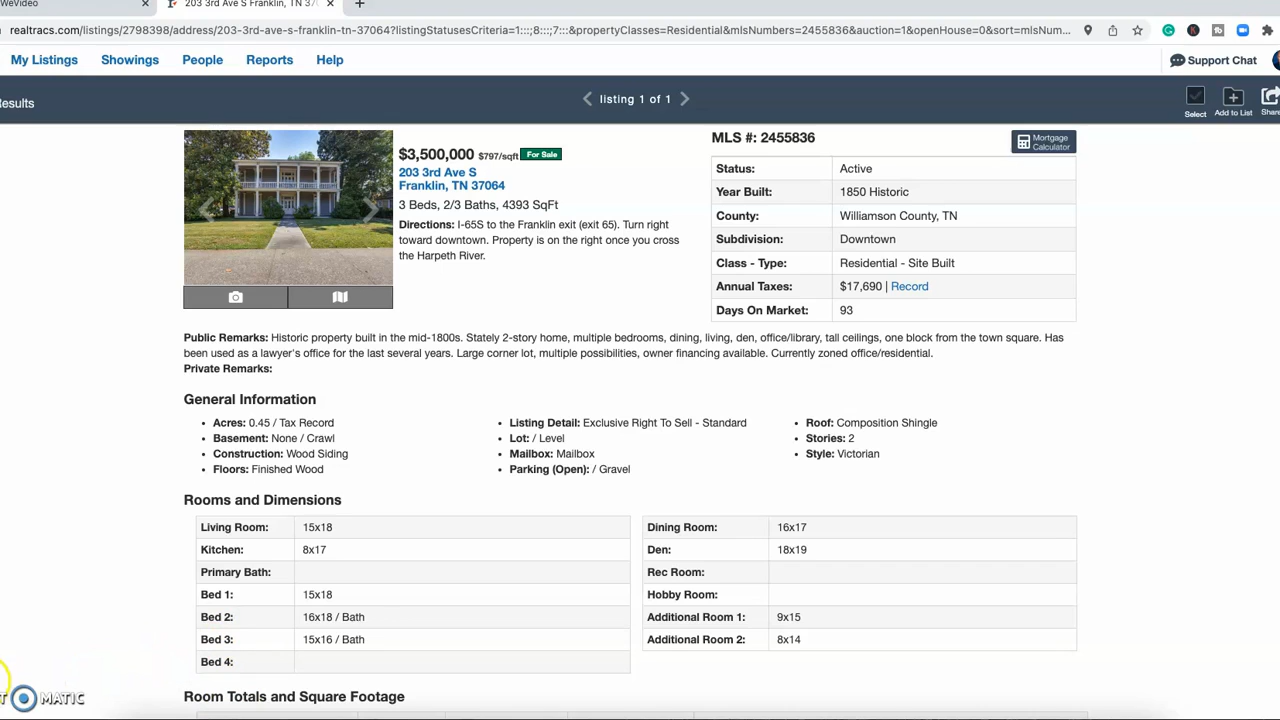 WeVideo
203 3rd Ave S Franklin, TN 370
realtracs.com/listings/2798398/address/203-3rd-ave-s-franklin-tn-37064?listingStatusesCriteria=1:::;8:::;7:::&propertyClasses=Residential&mlsNumbers=2455836&auction=1&openHouse=0&sort=mlsNum...
My Listings Showings People Reports Help Support Chat
esults listing 1 of 1 Select Add to List Share
$3,500,000 $797/sqft For Sale
203 3rd Ave S
Franklin, TN 37064
3 Beds, 2/3 Baths, 4393 SqFt
Directions: I-65S to the Franklin exit (exit 65). Turn right
toward downtown. Property is on the right once you cross
the Harpeth River.
MLS #: 2455836
Mortgage
Calculator
Status: Active
Year Built: 1850 Historic
County: Williamson County, TN
Subdivision: Downtown
Class - Type: Residential - Site Built
Annual Taxes: $17,690 | Record
Days On Market: 93
Public Remarks: Historic property built in the mid-1800s. Stately 2-story home, multiple bedrooms, dining, living, den, office/library, tall ceilings, one block from the town square. Has
been used as a lawyer's office for the last several years. Large corner lot, multiple possibilities, owner financing available. Currently zoned office/residential.
Private Remarks:
General Information
Acres: 0.45 / Tax Record
Basement: None / Crawl
Construction: Wood Siding
Floors: Finished Wood
Listing Detail: Exclusive Right To Sell - Standard
Lot: / Level
Mailbox: Mailbox
Parking (Open): / Gravel
Roof: Composition Shingle
Stories: 2
Style: Victorian
Rooms and Dimensions
Living Room: 15x18
Kitchen: 8x17
Primary Bath:
Bed 1: 15x18
Bed 2: 16x18 / Bath
Bed 3: 15x16 / Bath
Bed 4:
Dining Room: 16x17
Den: 18x19
Rec Room:
Hobby Room:
Additional Room 1: 9x15
Additional Room 2: 8x14
T MATIC
Room Totals and Square Footage